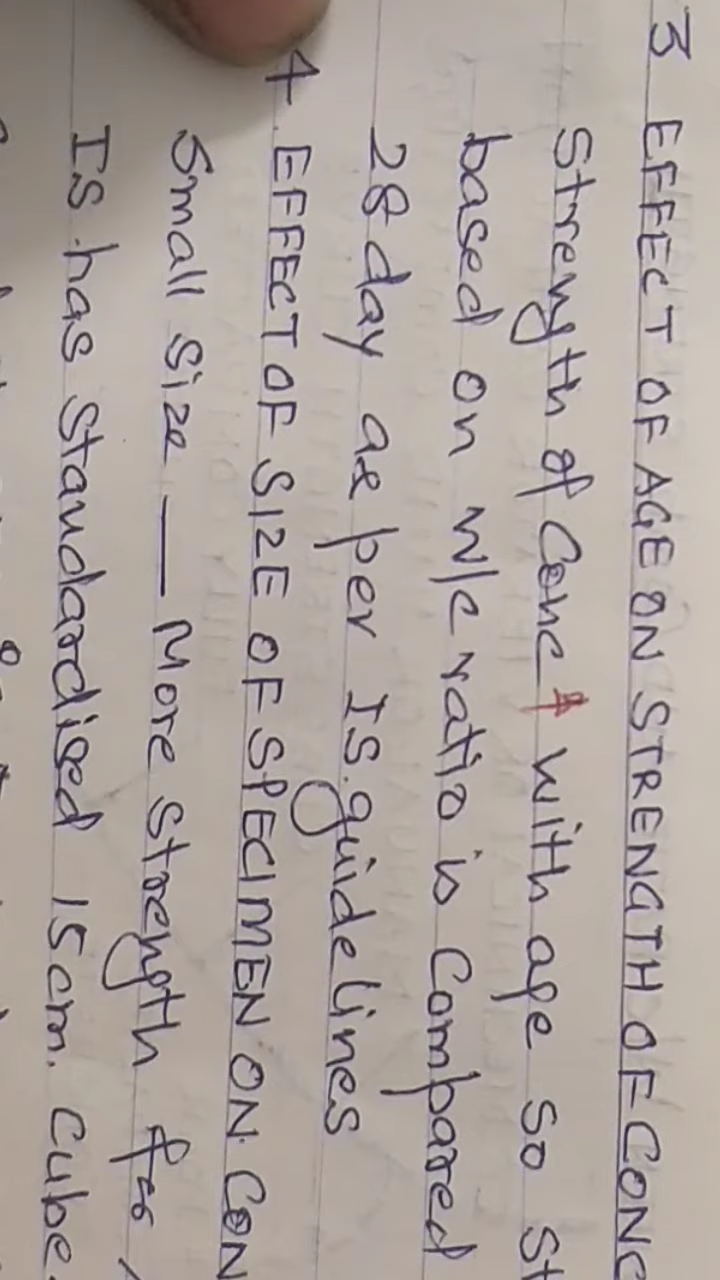 3 EFFECT OF AGE ON STRENGTH OF CONC
Strength of Conc ↑ with age so St
based on w/c ratio is Compared
28 day as per IS guidelines
4. EFFECT OF SIZE OF SPECIMEN ON CON
Small Size — More Strength for
IS has Standardised 15cm. Cube